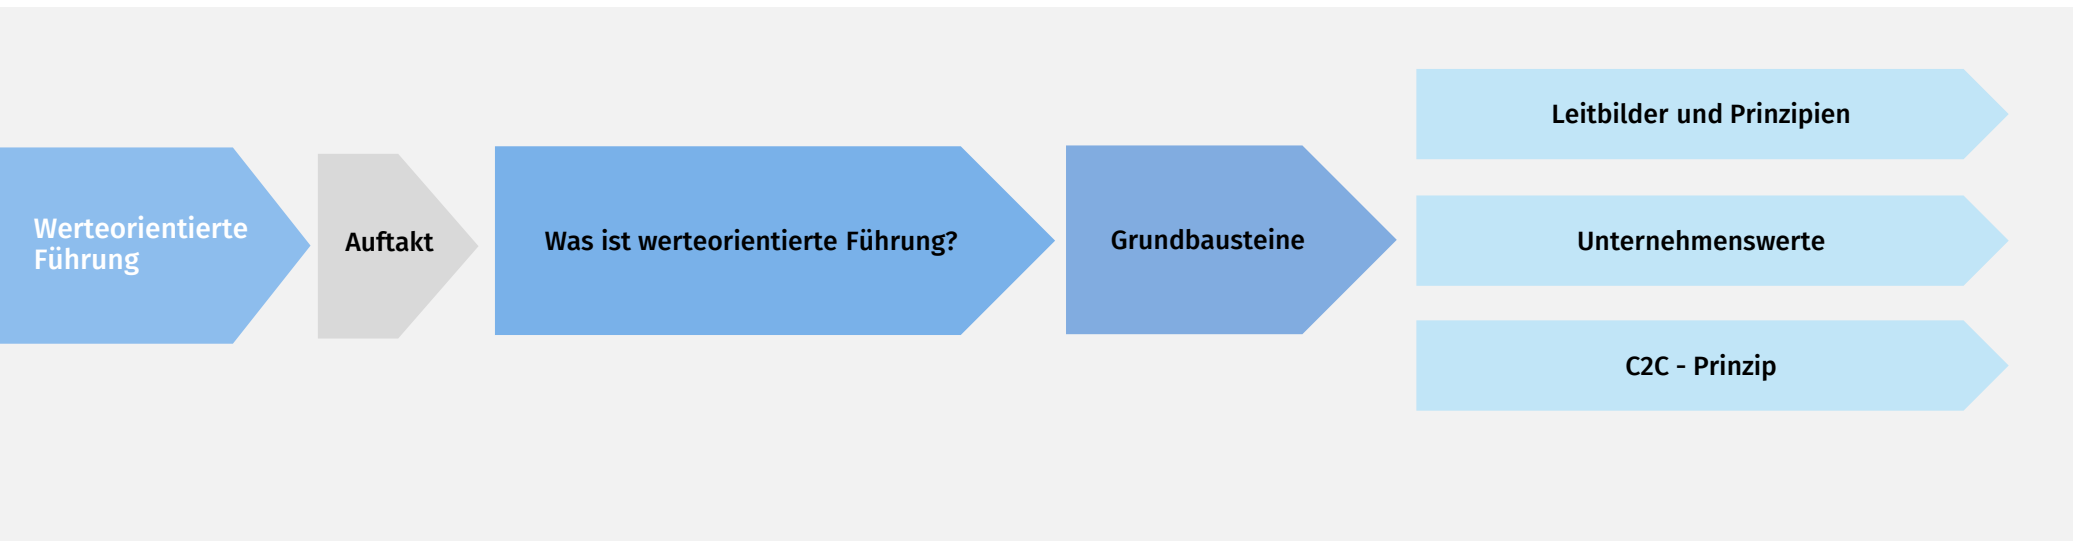 Werteorientierte
Führung
Auftakt
Was ist werteorientierte Führung?
Grundbausteine
Leitbilder und Prinzipien
Unternehmenswerte
C2C - Prinzip